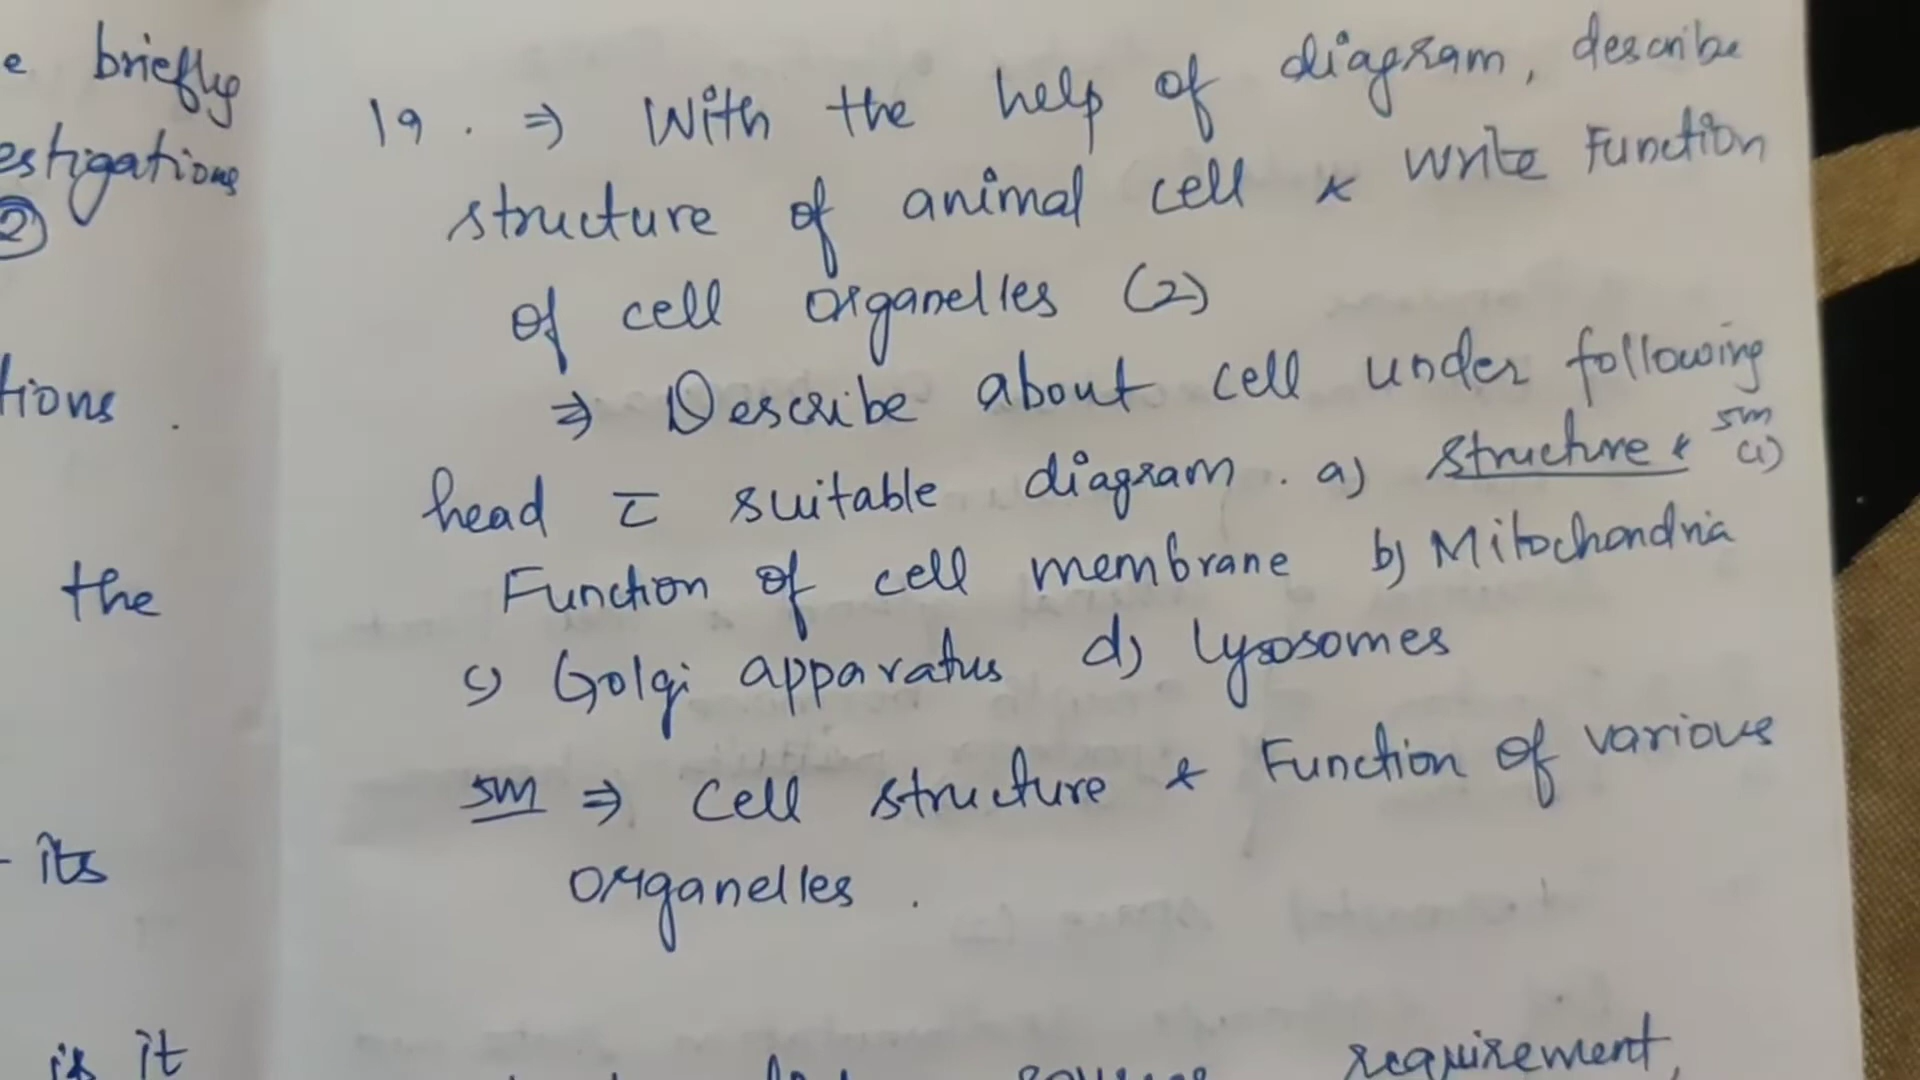 e briefly
estigations
2
tions .
the
its
is it
19. ⇒ With the help of diagram, describe
structure of animal cell & write Function
of cell organelles (2)
⇒ Describe about cell under following
head c̄ suitable diagram. a) structure & 5m (1)
Function of cell membrane b) Mitochondria
c) Golgi apparatus d) Lysosomes
5m ⇒ Cell structure & Function of various
organelles.
requirement,